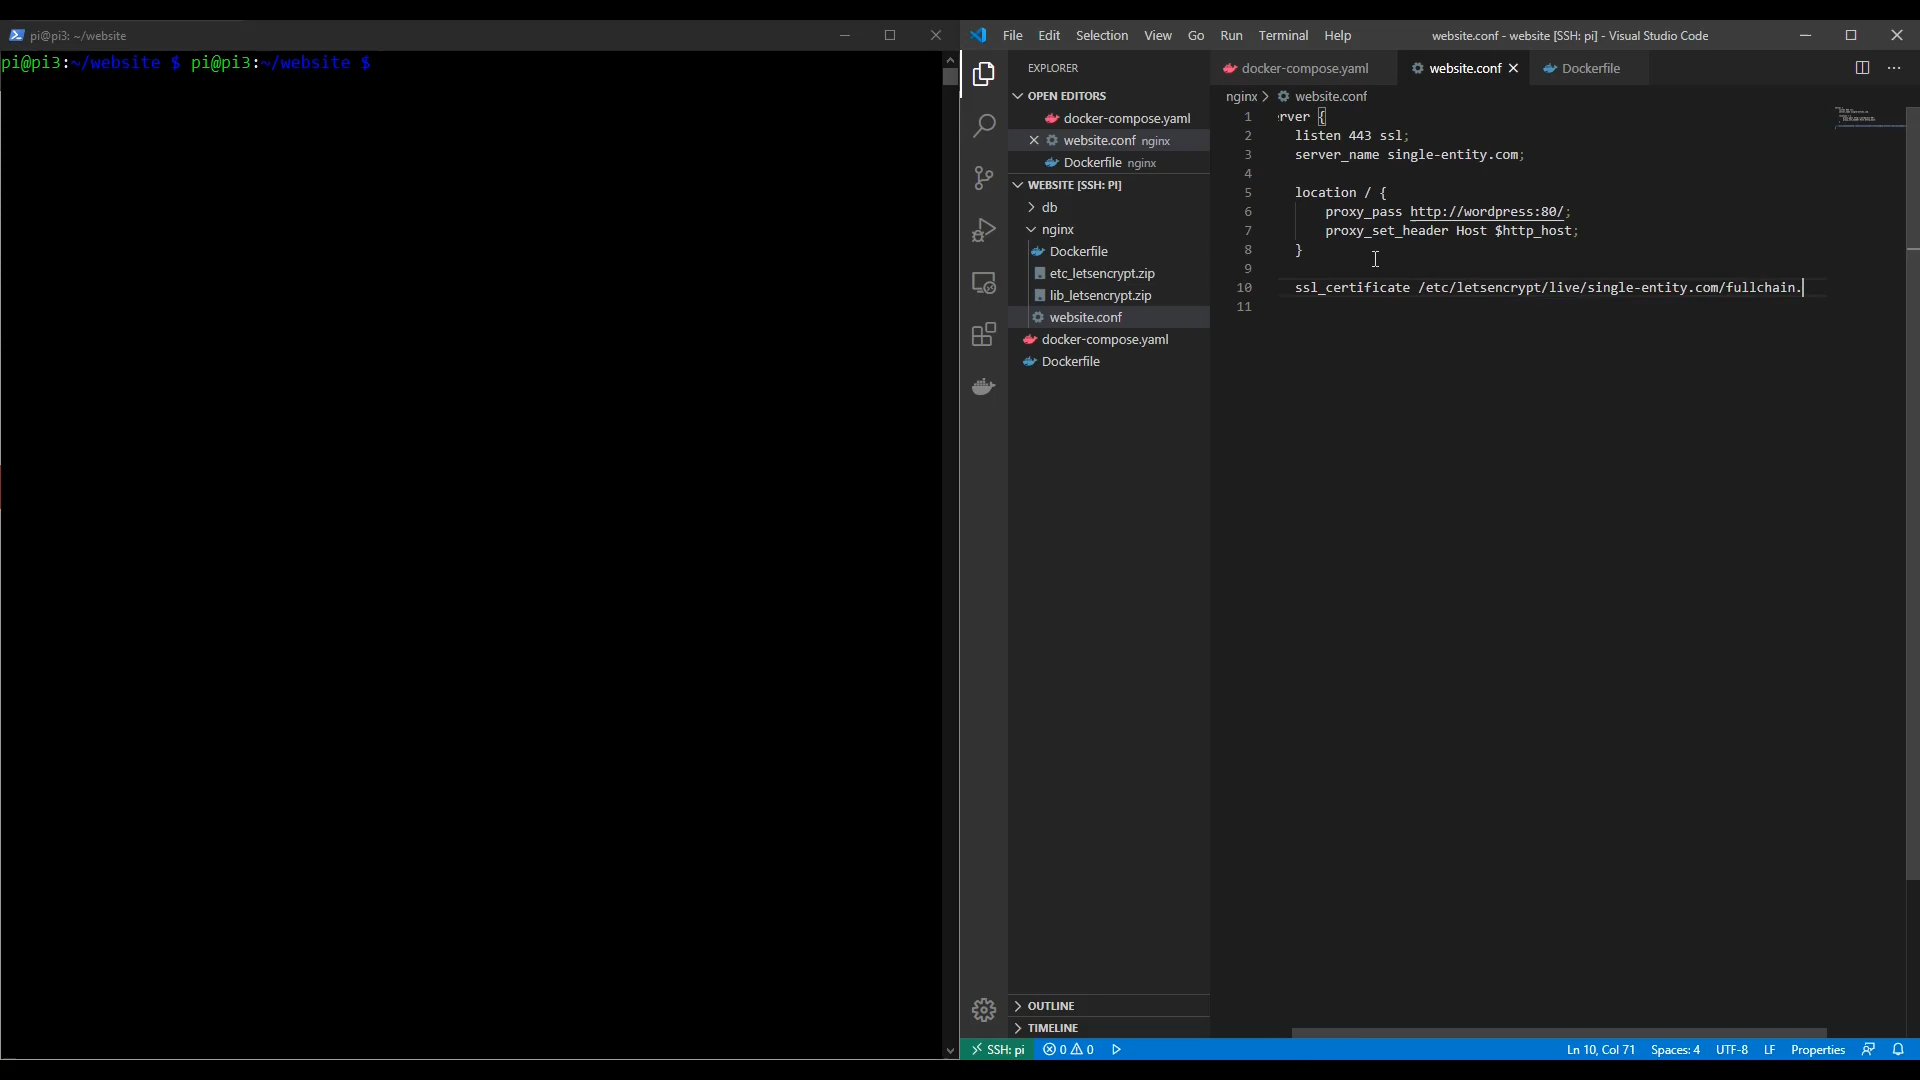 pi@pi3: ~/website
pi@pi3:~/website $ pi@pi3:~/website $
File Edit Selection View Go Run Terminal Help
website.conf - website [SSH: pi] - Visual Studio Code
EXPLORER
OPEN EDITORS
docker-compose.yaml
website.conf nginx
Dockerfile nginx
WEBSITE [SSH: PI]
db
nginx
Dockerfile
etc_letsencrypt.zip
lib_letsencrypt.zip
website.conf
docker-compose.yaml
Dockerfile
OUTLINE
TIMELINE
docker-compose.yaml
website.conf
Dockerfile
nginx > website.conf
1 erver {
2 listen 443 ssl;
3 server_name single-entity.com;
4
5 location / {
6 proxy_pass http://wordpress:80/;
7 proxy_set_header Host $http_host;
8 }
9
10 ssl_certificate /etc/letsencrypt/live/single-entity.com/fullchain.
11
SSH: pi
0 0
Ln 10, Col 71 Spaces: 4 UTF-8 LF Properties